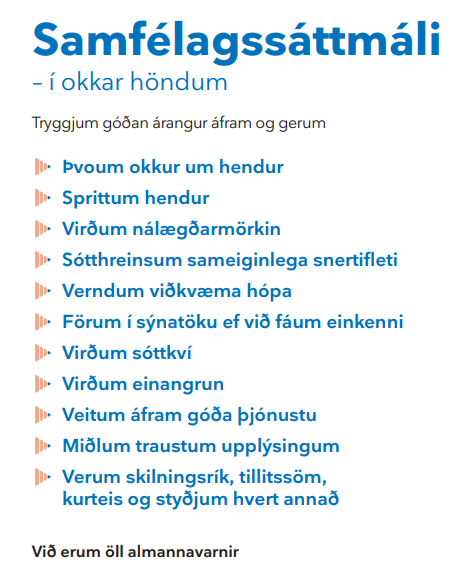 Samfélagssáttmáli
– í okkar höndum
Tryggjum góðan árangur áfram og gerum
Þvoum okkur um hendur
Sprittum hendur
Virðum nálægðarmörkin
Sótthreinsum sameiginlega snertifleti
Verndum viðkvæma hópa
Förum í sýnatöku ef við fáum einkenni
Virðum sóttkví
Virðum einangrun
Veitum áfram góða þjónustu
Miðlum traustum upplýsingum
Verum skilningsrík, tillitssöm,
kurteis og styðjum hvert annað
Við erum öll almannavarnir